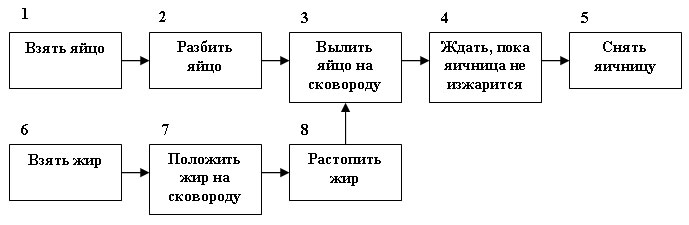 1 2 3 4 5
Взять яйцо
Разбить
яйцо
Вылить
яйцо на
сковороду
Ждать, пока
яичница не
изжарится
Снять
яичницу
6 7 8
Взять жир
Положить
жир на
сковороду
Растопить
жир